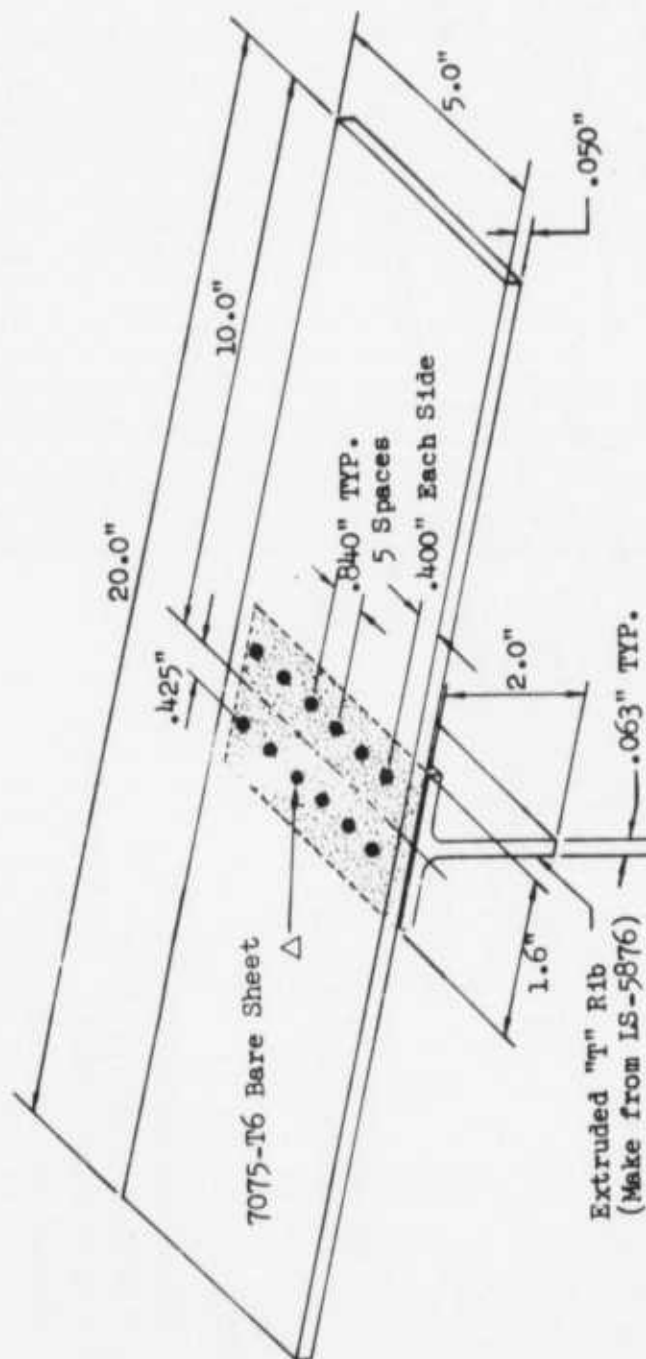 20.0"
10.0"
5.0"
.425"
.840" TYP.
5 Spaces
.400" Each Side
.050"
7075-T6 Bare Sheet
△
2.0"
1.6"
.063" TYP.
Extruded "T" Rib
(Make from LS-5876)